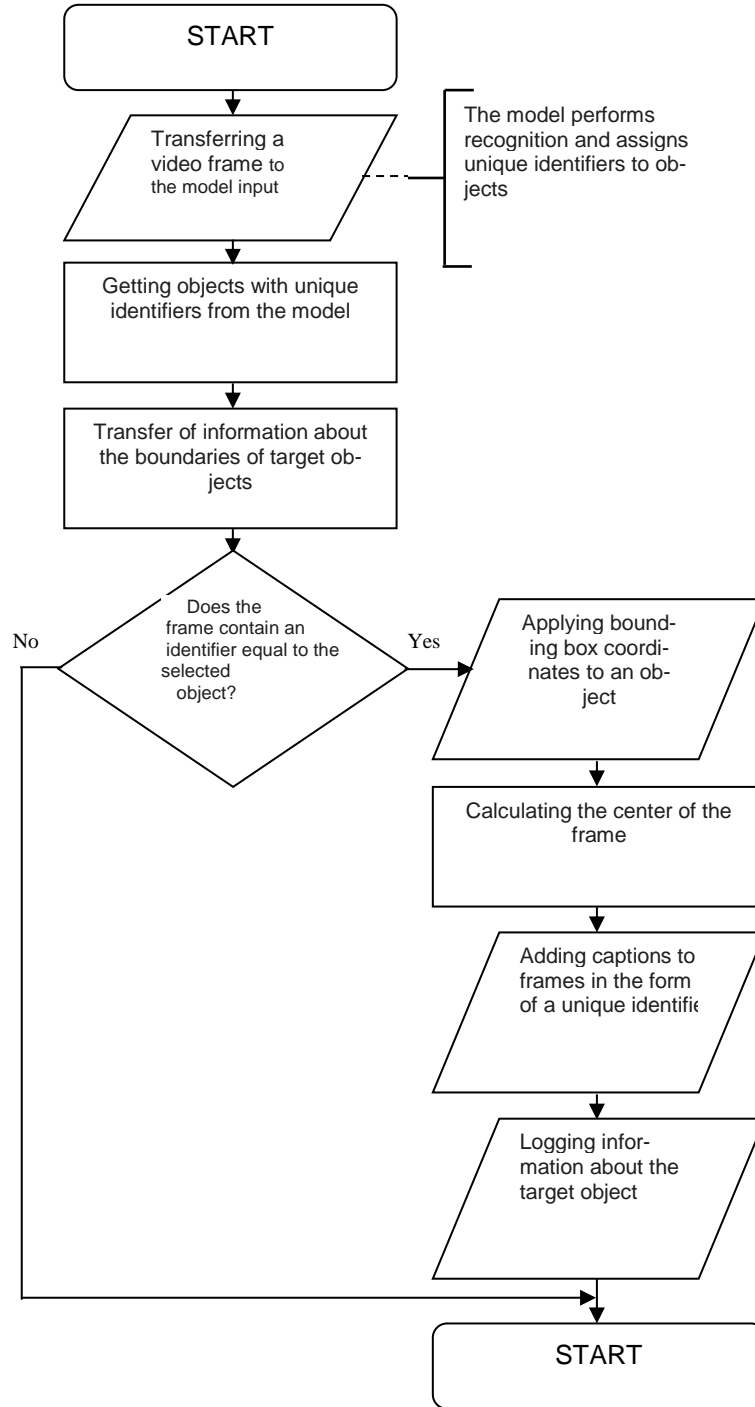 START
Transferring a
video frame to
the model input
The model performs
recognition and assigns
unique identifiers to ob-
jects
Getting objects with unique
identifiers from the model
Transfer of information about
the boundaries of target ob-
jects
Does the
frame contain an
identifier equal to the
selected
object?
No
Yes
Applying bound-
ing box coordi-
nates to an ob-
ject
Calculating the center of the
frame
Adding captions to
frames in the form
of a unique identifie
Logging infor-
mation about the
target object
START